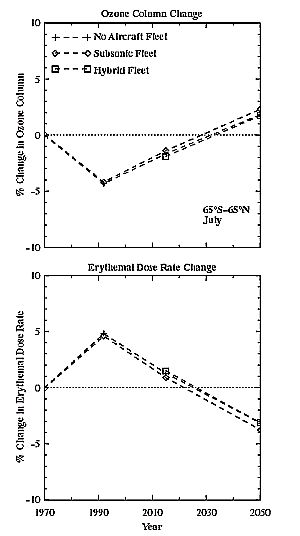 Ozone Column Change
10
No Aircraft Fleet
Subsonic Fleet
Hybrid Fleet
5
% Change in Ozone Column
0
-5
65°S-65°N
July
-10
Erythemal Dose Rate Change
10
5
% Change in Erythemal Dose Rate
0
-5
-10
1970 1990 2010 2030 2050
Year